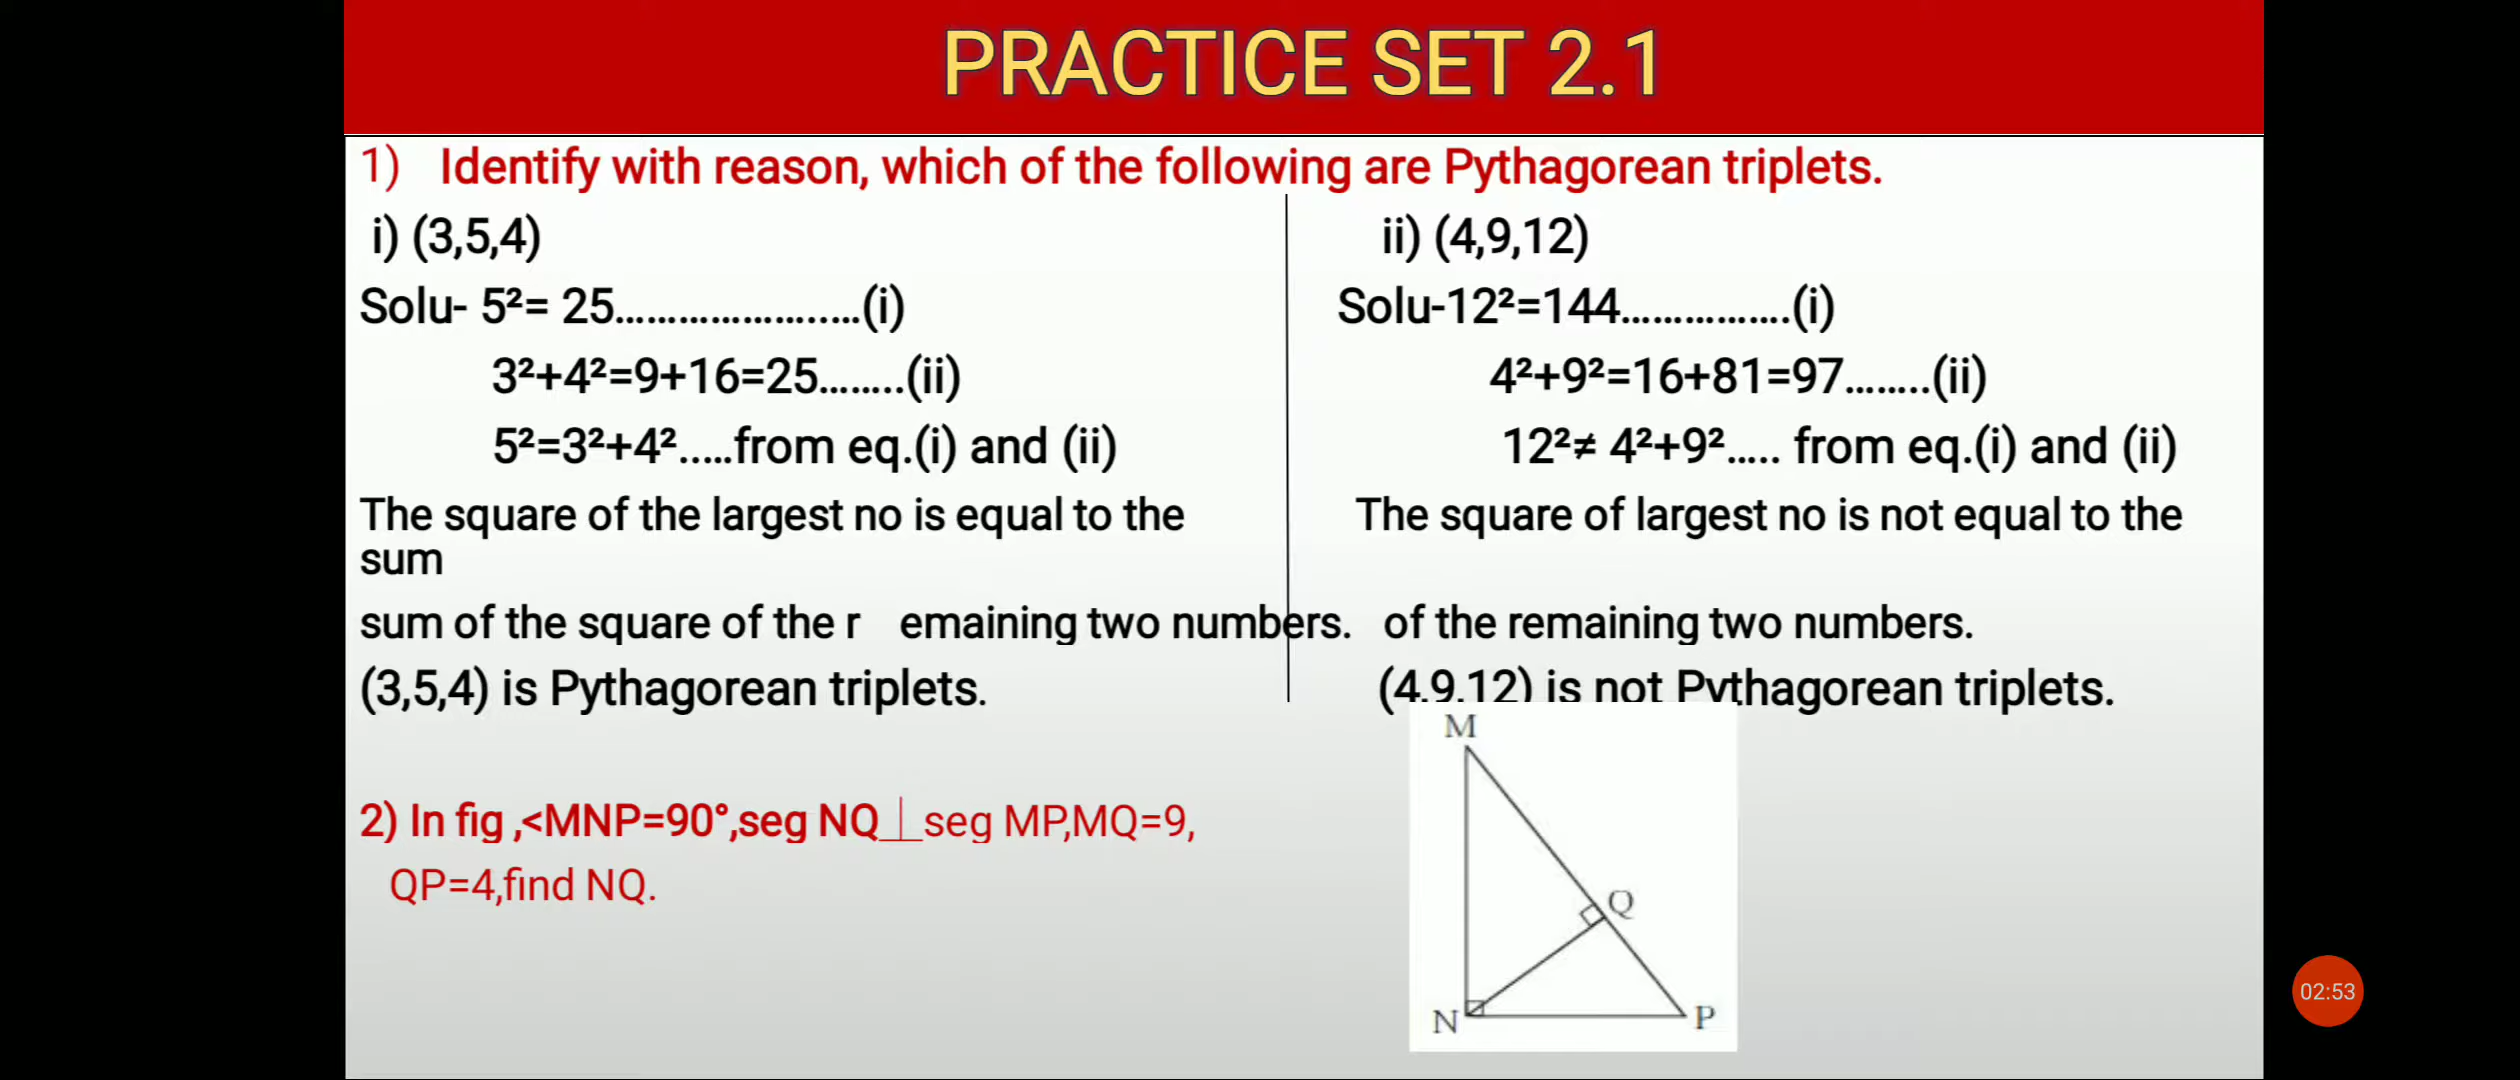 PRACTICE SET 2.1
1) Identify with reason, which of the following are Pythagorean triplets.
i) (3,5,4)
Solu- 5²= 25.....................(i)
3²+4²=9+16=25........(ii)
5²=3²+4².....from eq.(i) and (ii)
The square of the largest no is equal to the
sum
sum of the square of the r emaining two numbers.
(3,5,4) is Pythagorean triplets.
ii) (4,9,12)
Solu-12²=144................(i)
4²+9²=16+81=97........(ii)
12²≠ 4²+9²..... from eq.(i) and (ii)
The square of largest no is not equal to the
of the remaining two numbers.
(4,9,12) is not Pythagorean triplets.
2) In fig ,<MNP=90°,seg NQ⊥seg MP,MQ=9,
QP=4,find NQ.
M
Q
N
P
02:53